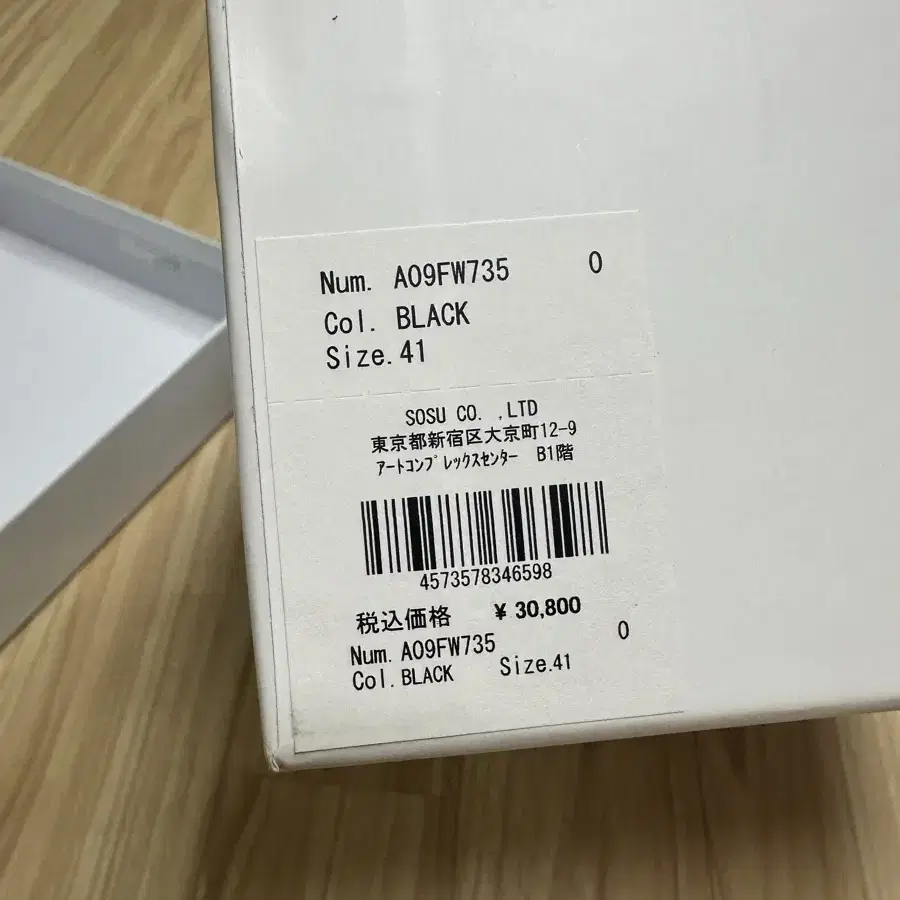 Num. A09FW735 0
Col. BLACK
Size.41
SOSU CO. ,LTD
東京都新宿区大京町12-9
ｱｰﾄｺﾝﾌﾟﾚｯｸｽｾﾝﾀｰ B1階
4573578346598
税込価格 ¥ 30,800
Num. A09FW735 0
Col. BLACK Size.41